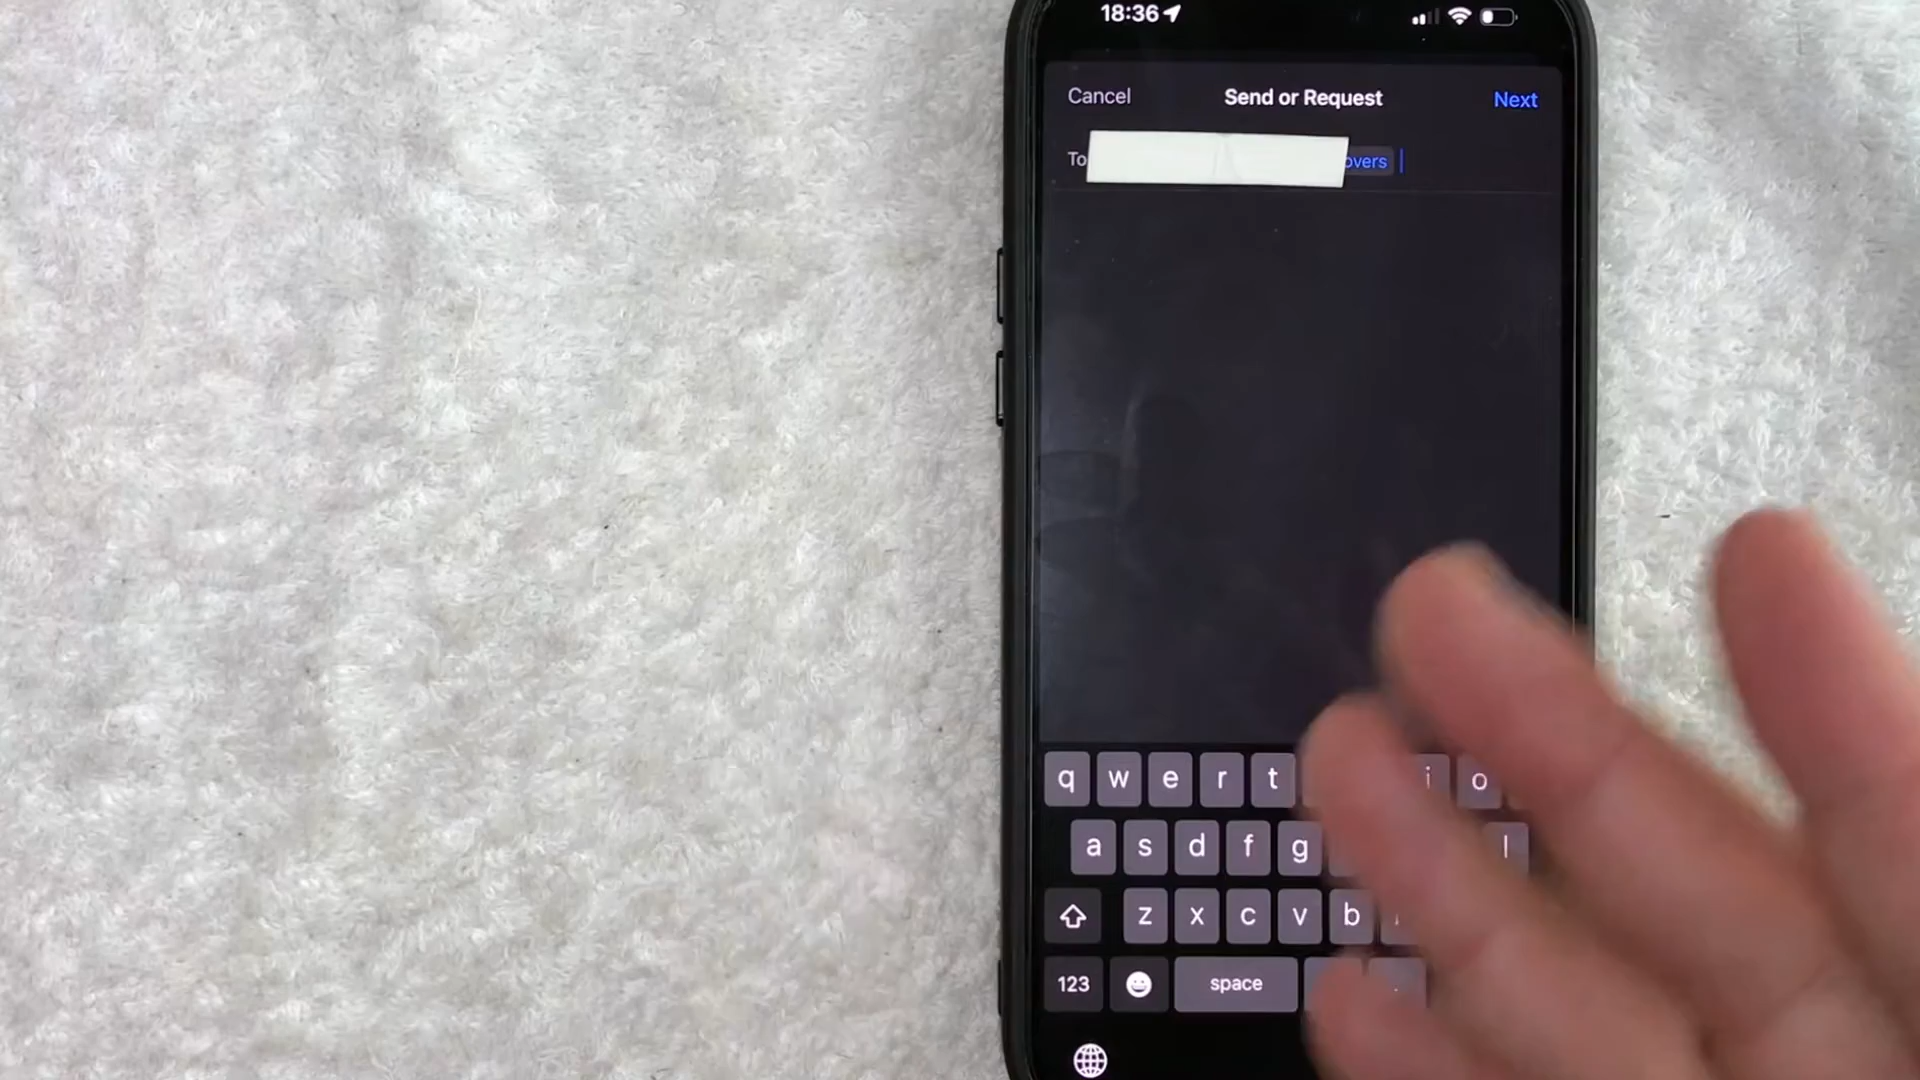 18:36
Cancel Send or Request Next
To overs
q w e r t i o
a s d f g l
z x c v b
123 space .